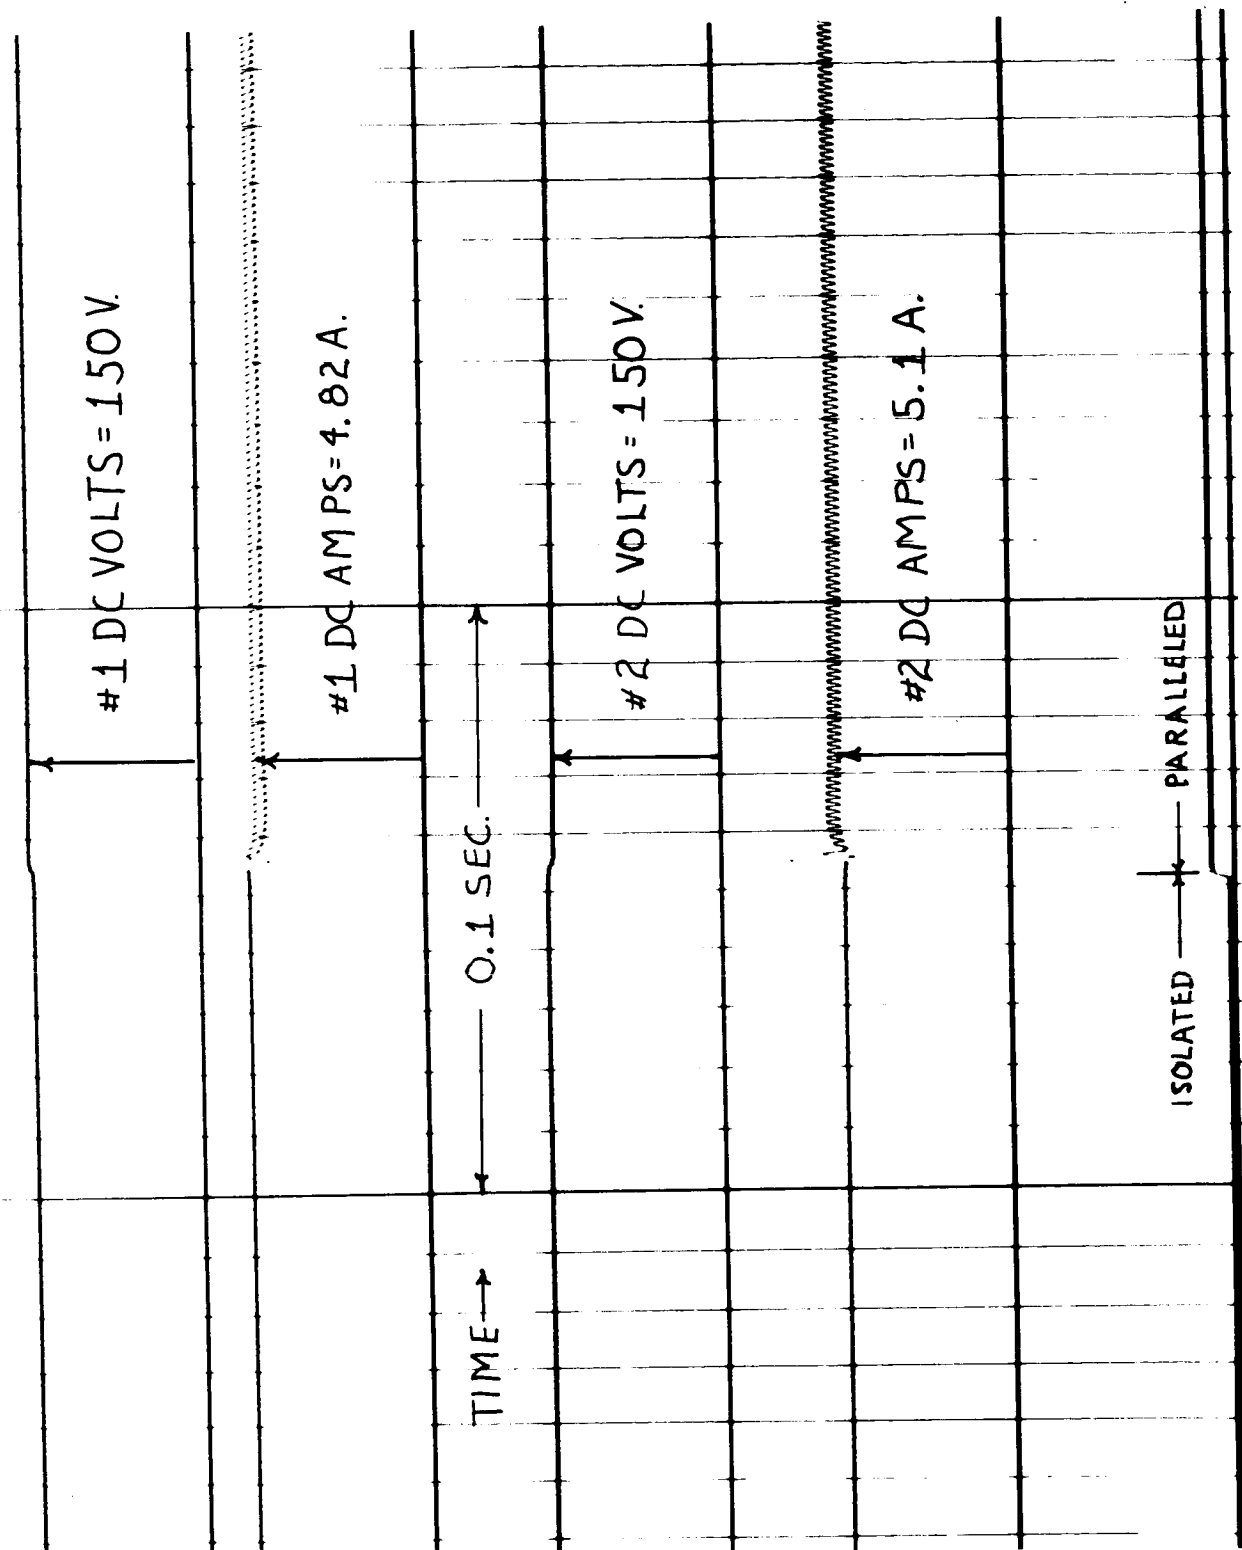 #1 DC VOLTS = 150 V.
#1 DC AMPS = 4.82 A.
0.1 SEC.
TIME→
#2 DC VOLTS = 150 V.
#2 DC AMPS = 5.1 A.
ISOLATED
PARALLELED